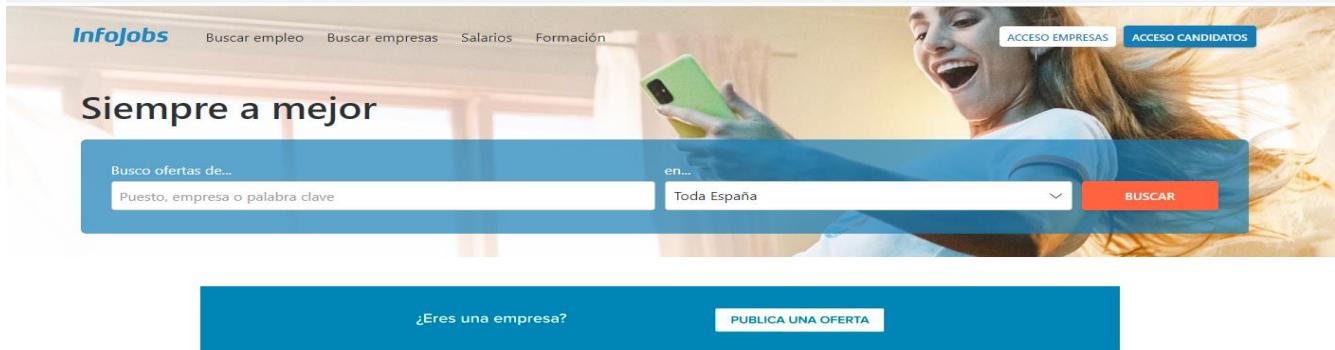 InfoJobs Buscar empleo Buscar empresas Salarios Formación ACCESO EMPRESAS ACCESO CANDIDATOS
Siempre a mejor
Busco ofertas de... en...
Puesto, empresa o palabra clave Toda España BUSCAR
¿Eres una empresa? PUBLICA UNA OFERTA